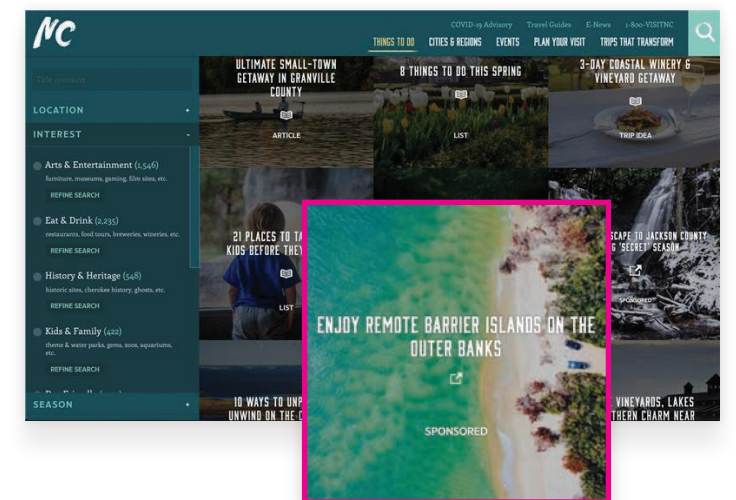 NC
COVID-19 Advisory Travel Guides E-News 1-800-VISITNC
THINGS TO DO CITIES & REGIONS EVENTS PLAN YOUR VISIT TRIPS THAT TRANSFORM
Title contains
LOCATION +
INTEREST -
Arts & Entertainment (1,546)
furniture, museums, gaming, film sites, etc.
REFINE SEARCH
Eat & Drink (2,235)
restaurants, food tours, breweries, wineries, etc.
REFINE SEARCH
History & Heritage (548)
historic sites, cherokee history, ghosts, etc.
REFINE SEARCH
Kids & Family (422)
theme & water parks, gems, zoos, aquariums,
etc.
REFINE SEARCH
SEASON +
ULTIMATE SMALL-TOWN
GETAWAY IN GRANVILLE
COUNTY
ARTICLE
8 THINGS TO DO THIS SPRING
LIST
3-DAY COASTAL WINERY &
VINEYARD GETAWAY
TRIP IDEA
21 PLACES TO TA
KIDS BEFORE THEY
LIST
SCAPE TO JACKSON COUNTY
G 'SECRET' SEASON
SPONSORED
ENJOY REMOTE BARRIER ISLANDS ON THE
OUTER BANKS
SPONSORED
10 WAYS TO UNP
UNWIND ON THE
VINEYARDS, LAKES
THERN CHARM NEAR